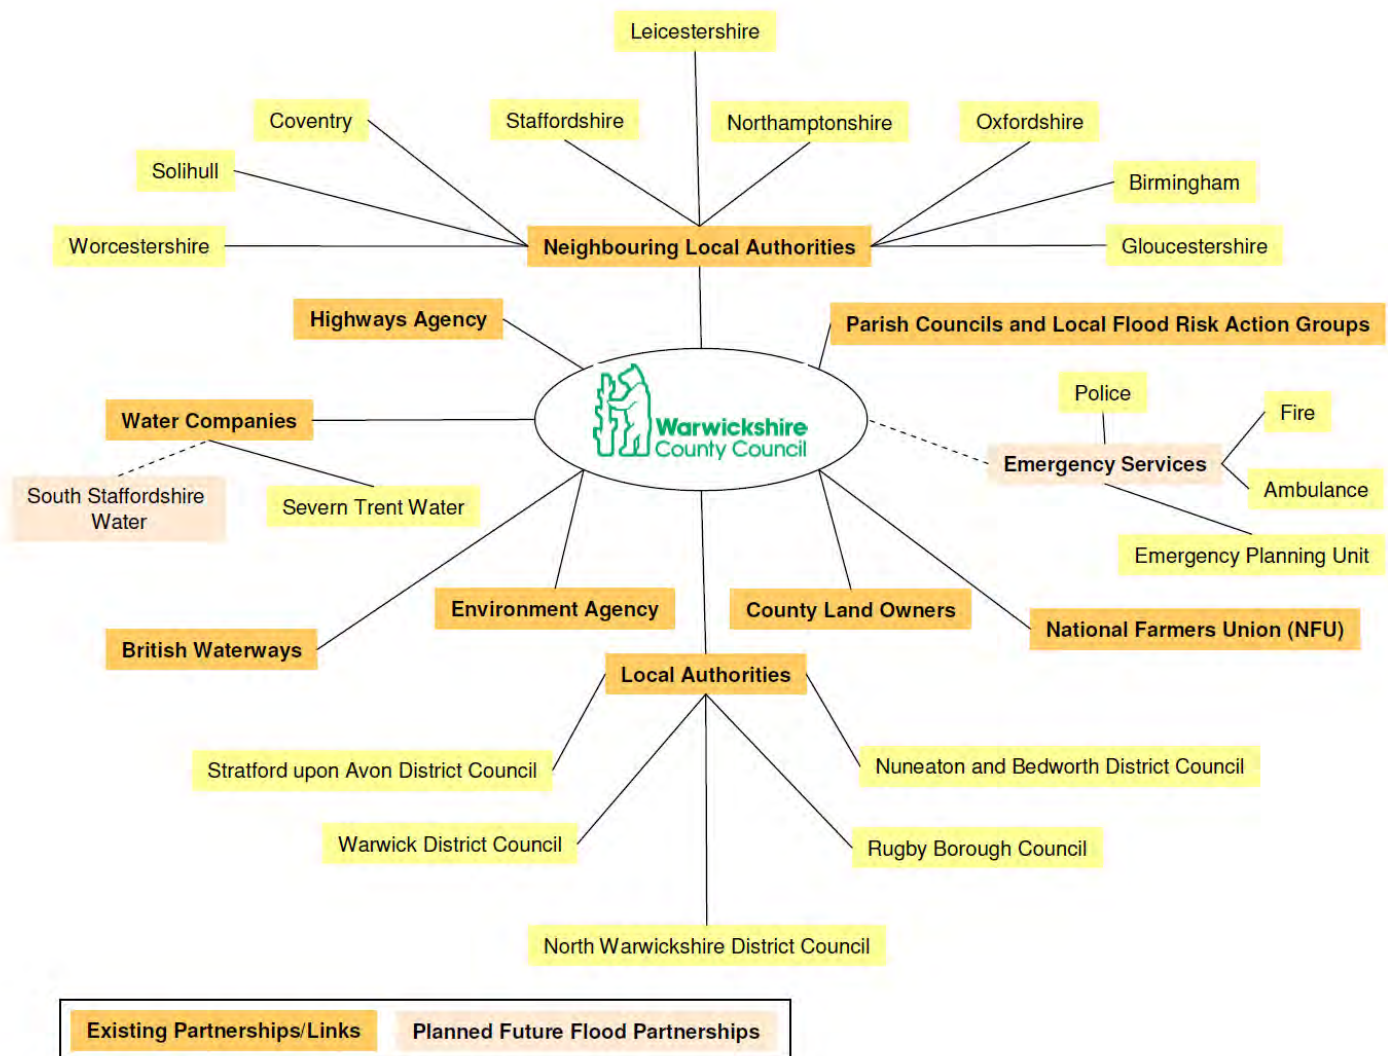 Leicestershire
Coventry
Staffordshire
Northamptonshire
Oxfordshire
Solihull
Birmingham
Worcestershire
Neighbouring Local Authorities
Gloucestershire
Highways Agency
Parish Councils and Local Flood Risk Action Groups
Police
Fire
Water Companies
Warwickshire
County Council
Emergency Services
Ambulance
South Staffordshire
Water
Severn Trent Water
Emergency Planning Unit
Environment Agency
County Land Owners
National Farmers Union (NFU)
British Waterways
Local Authorities
Stratford upon Avon District Council
Nuneaton and Bedworth District Council
Warwick District Council
Rugby Borough Council
North Warwickshire District Council
Existing Partnerships/Links
Planned Future Flood Partnerships